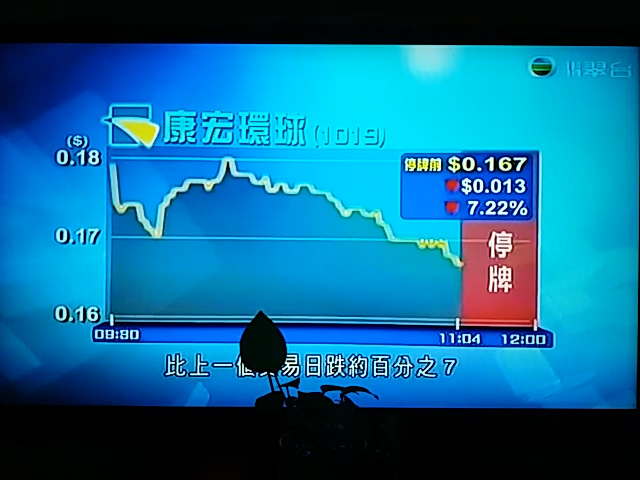 翡翠台
康宏環球 (1019)
($)
0.18
停牌前 $0.167
$0.013
7.22%
0.17
停牌
0.16
09:30
11:04
12:00
比上一個交易日跌約百分之7